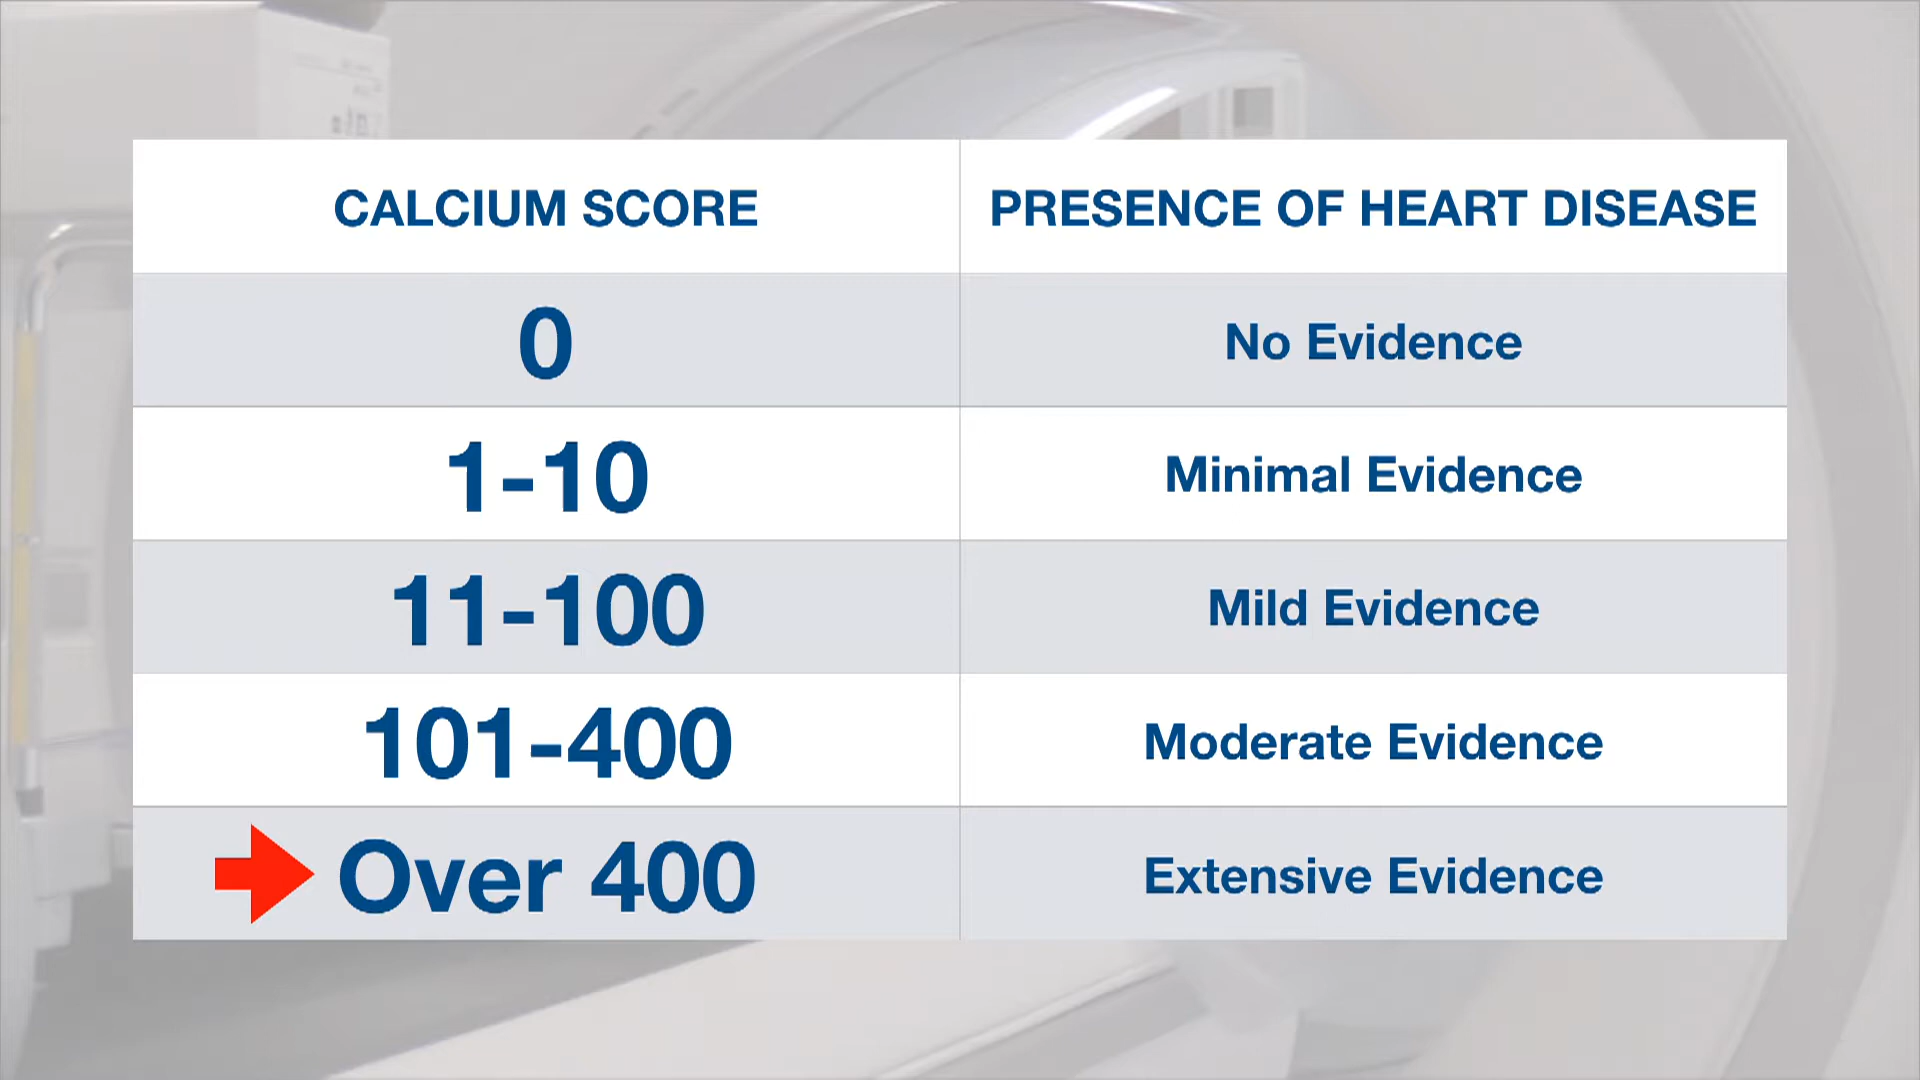 CALCIUM SCORE PRESENCE OF HEART DISEASE
0 No Evidence
1-10 Minimal Evidence
11-100 Mild Evidence
101-400 Moderate Evidence
Over 400 Extensive Evidence